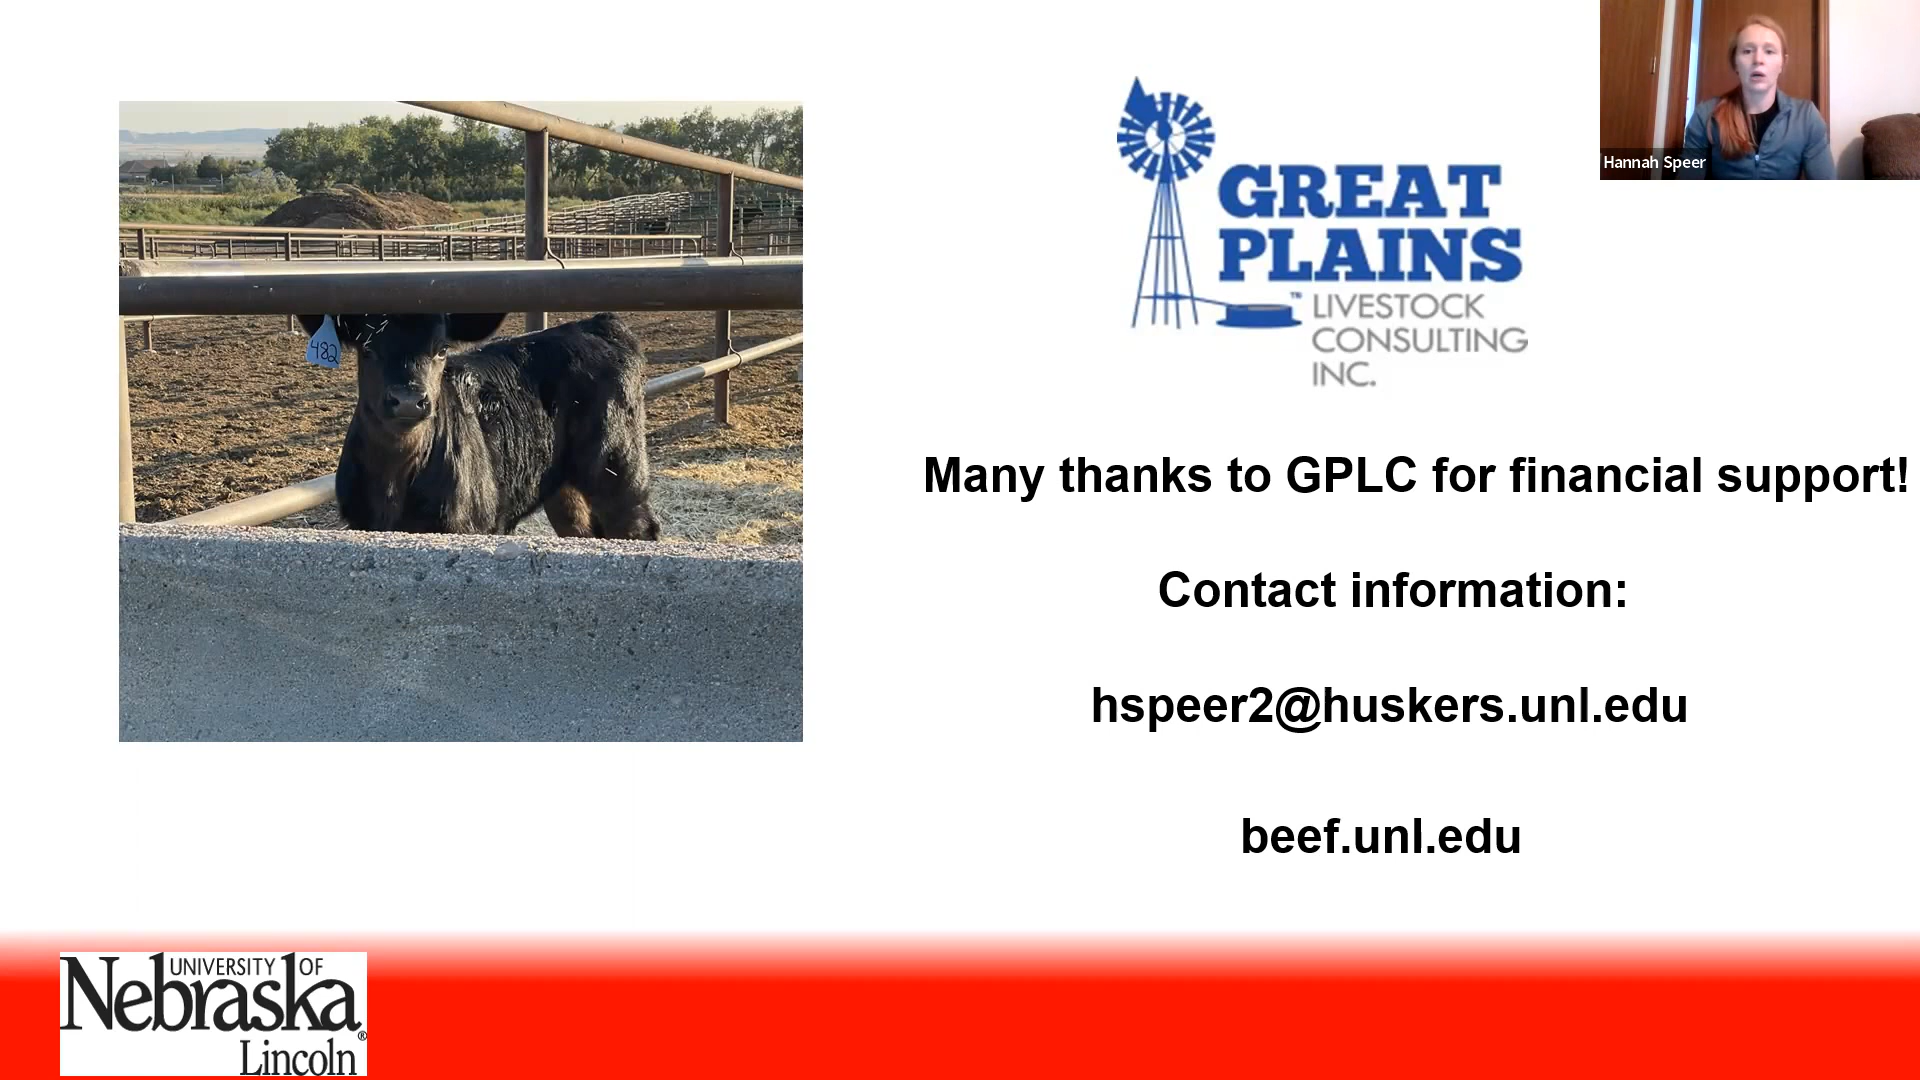 Hannah Speer
GREAT
PLAINS
™ LIVESTOCK
CONSULTING
INC.
482
Many thanks to GPLC for financial support!
Contact information:
hspeer2@huskers.unl.edu
beef.unl.edu
UNIVERSITY OF
Nebraska®
Lincoln